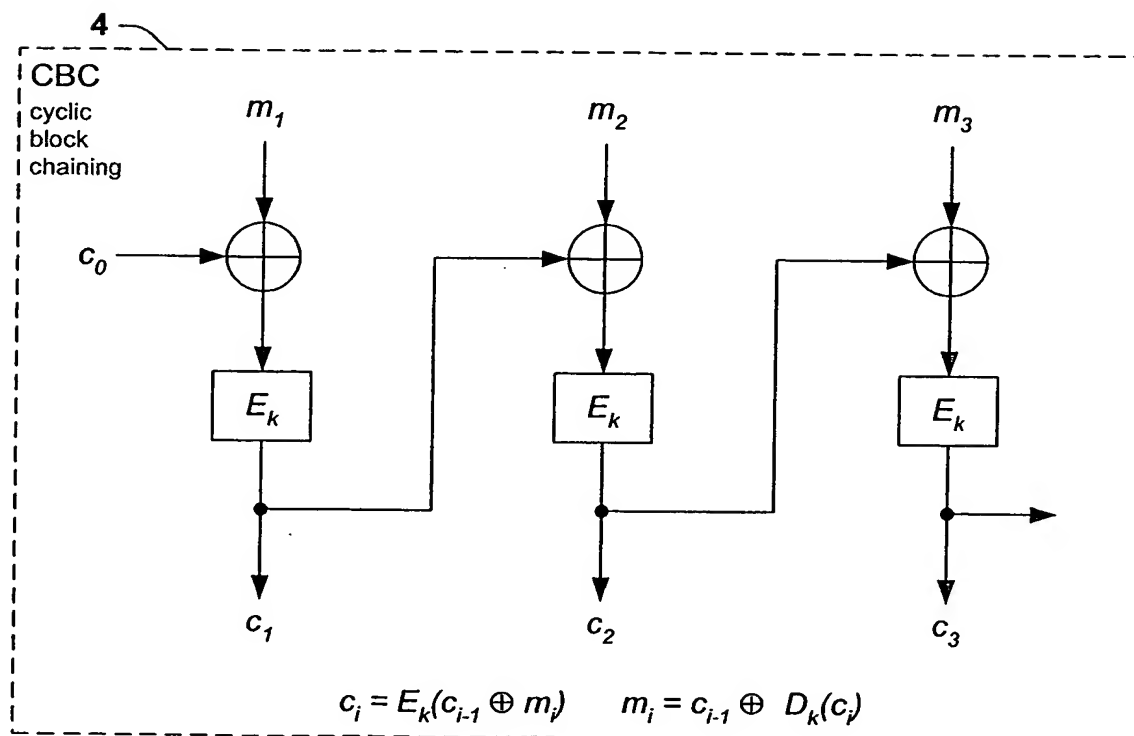 4
CBC
cyclic
block
chaining
m₁ m₂ m₃
c₀
Eₖ Eₖ Eₖ
c₁ c₂ c₃
cᵢ = Eₖ(cᵢ₋₁ ⊕ mᵢ) mᵢ = cᵢ₋₁ ⊕ Dₖ(cᵢ)